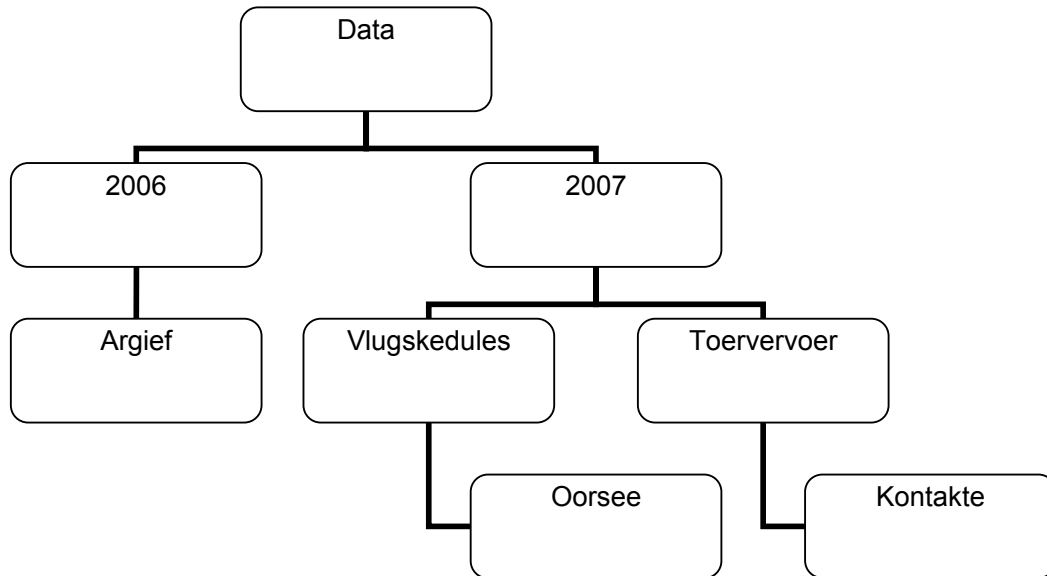 Data
2006
2007
Argief
Vlugskedules
Toervervoer
Oorsee
Kontakte